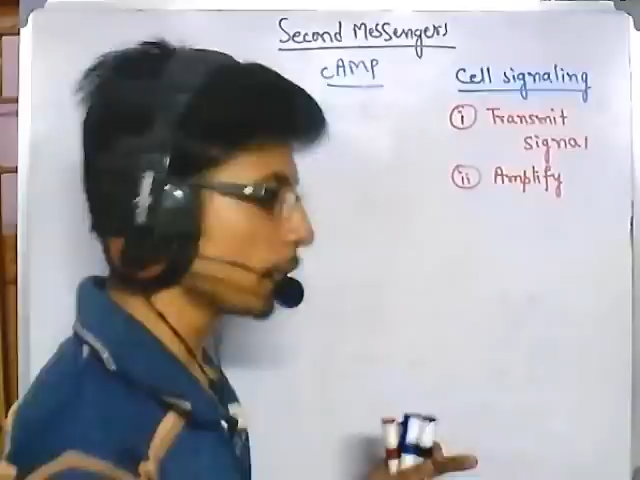 Second Messengers
cAMP
Cell signaling
(i) Transmit
signal
(ii) Amplify